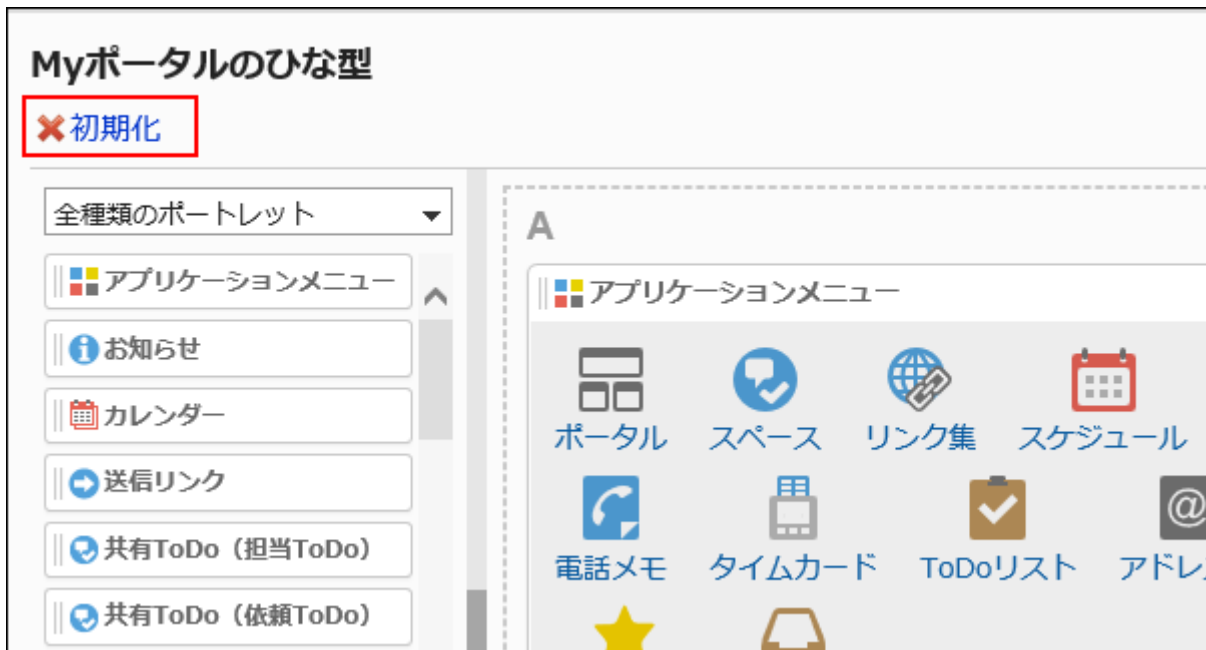 Myポータルのひな型
初期化
全種類のポートレット
アプリケーションメニュー
お知らせ
カレンダー
送信リンク
共有ToDo（担当ToDo）
共有ToDo（依頼ToDo）
A
アプリケーションメニュー
ポータル スペース リンク集 スケジュール
電話メモ タイムカード ToDoリスト アドレ